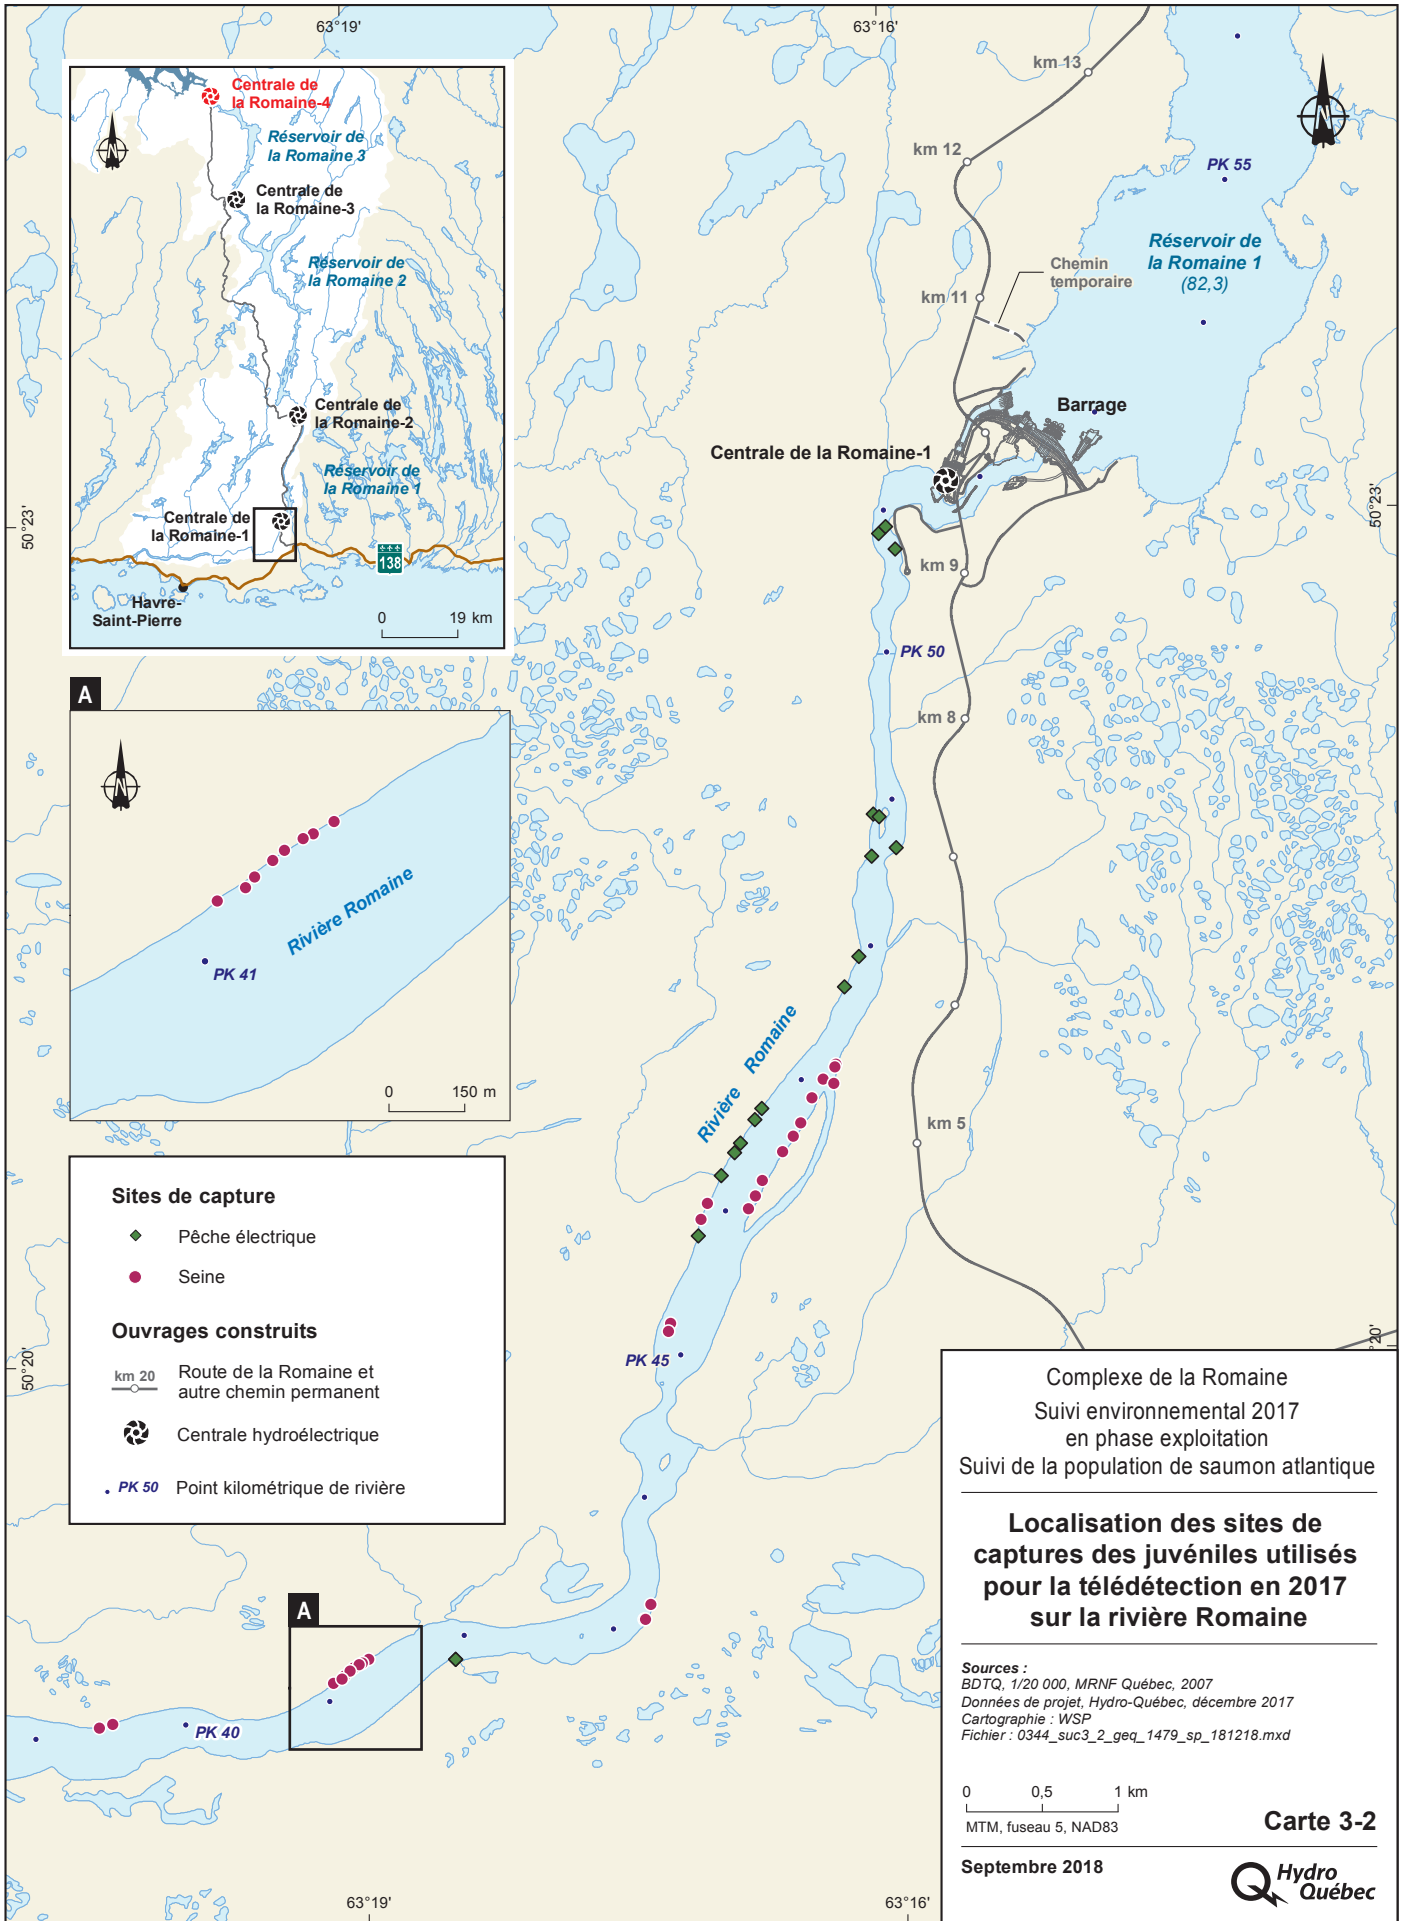 63°19'
63°16'
km 13
km 12
km 11
Chemin
temporaire
PK 55
Réservoir de
la Romaine 1
(82,3)
Barrage
Centrale de la Romaine-1
50°23'
50°23'
km 9
PK 50
km 8
km 5
Rivière Romaine
PK 45
PK 40
A
50°20'
20'
63°19'
63°16'
Centrale de
la Romaine-4
Réservoir de
la Romaine 3
Centrale de
la Romaine-3
Réservoir de
la Romaine 2
Centrale de
la Romaine-2
Réservoir de
la Romaine 1
Centrale de
la Romaine-1
138
Havre-
Saint-Pierre
0 19 km
N
N
A
N
Rivière Romaine
PK 41
0 150 m
Sites de capture
Pêche électrique
Seine
Ouvrages construits
km 20
Route de la Romaine et
autre chemin permanent
Centrale hydroélectrique
PK 50 Point kilométrique de rivière
Complexe de la Romaine
Suivi environnemental 2017
en phase exploitation
Suivi de la population de saumon atlantique
Localisation des sites de
captures des juvéniles utilisés
pour la télédétection en 2017
sur la rivière Romaine
Sources :
BDTQ, 1/20 000, MRNF Québec, 2007
Données de projet, Hydro-Québec, décembre 2017
Cartographie : WSP
Fichier : 0344_suc3_2_geq_1479_sp_181218.mxd
0 0,5 1 km
MTM, fuseau 5, NAD83
Carte 3-2
Septembre 2018
Hydro
Québec